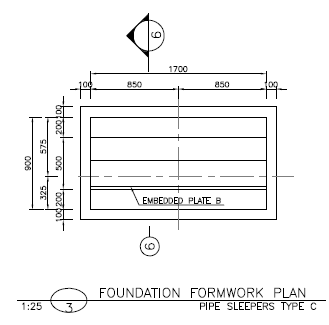 6
1700
100 850 850 100
100
200
575
900
500
325
200
100
EMBEDDED PLATE B
6
FOUNDATION FORMWORK PLAN
1:25 3 PIPE SLEEPERS TYPE C